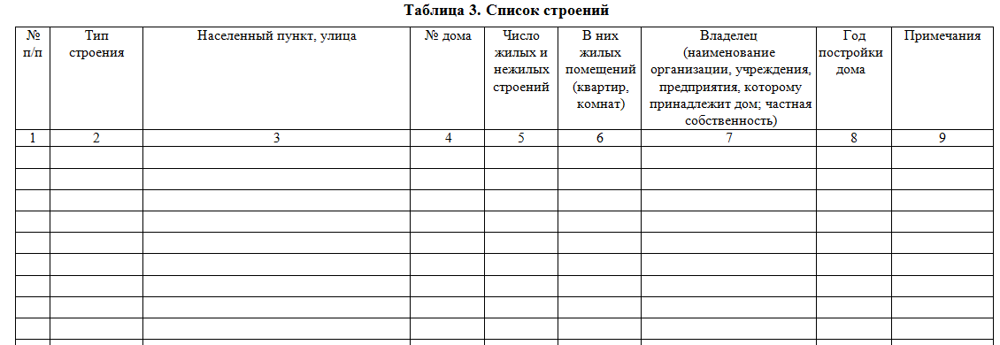 Таблица 3. Список строений
№
п/п
Тип
строения
Населенный пункт, улица
№ дома
Число
жилых и
нежилых
строений
В них
жилых
помещений
(квартир,
комнат)
Владелец
(наименование
организации, учреждения,
предприятия, которому
принадлежит дом; частная
собственность)
Год
постройки
дома
Примечания
1 2 3 4 5 6 7 8 9